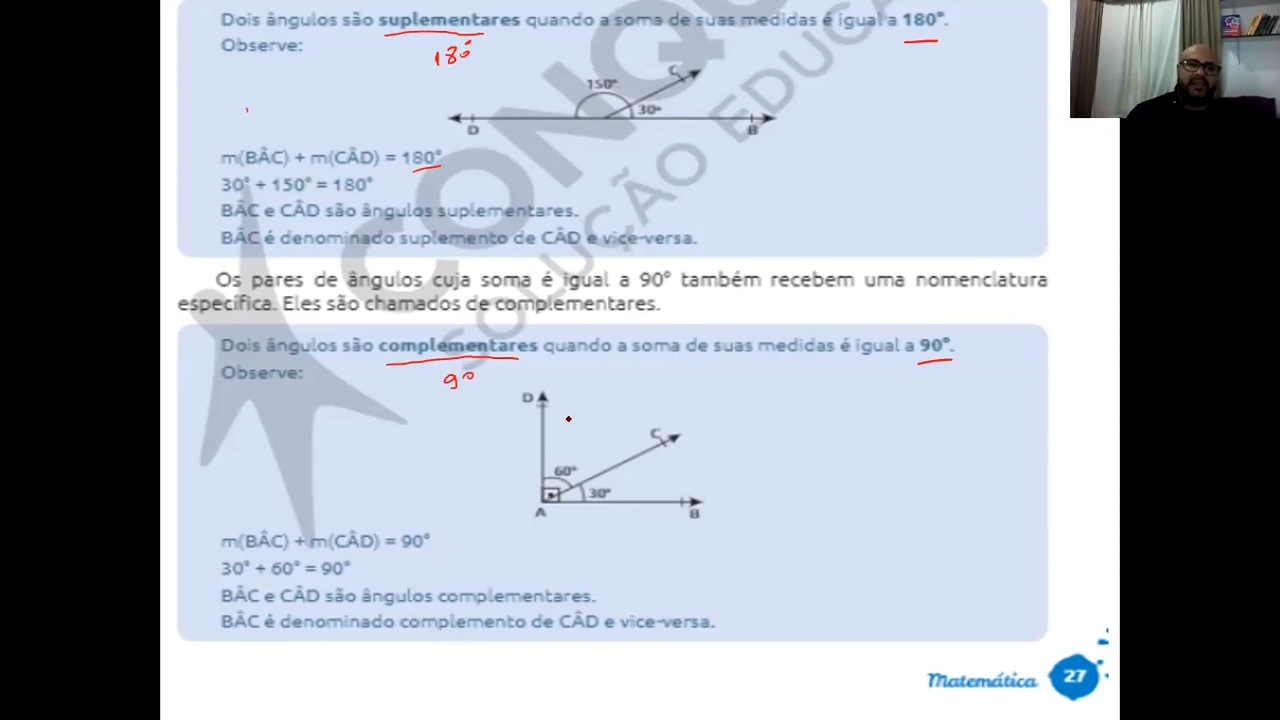 Dois ângulos são suplementares quando a soma de suas medidas é igual a 180°.
Observe:
180°
150°
C
30°
D
B
m(BÂC) + m(CÂD) = 180°
30° + 150° = 180°
BÂC e CÂD são ângulos suplementares.
BÂC é denominado suplemento de CÂD e vice-versa.
Os pares de ângulos cuja soma é igual a 90° também recebem uma nomenclatura
específica. Eles são chamados de complementares.
Dois ângulos são complementares quando a soma de suas medidas é igual a 90°.
Observe:
90
D
C
60°
30°
A
B
m(BÂC) + m(CÂD) = 90°
30° + 60° = 90°
BÂC e CÂD são ângulos complementares.
BÂC é denominado complemento de CÂD e vice-versa.
Matemática 27
CONQU
SOLUÇÃO EDUCA